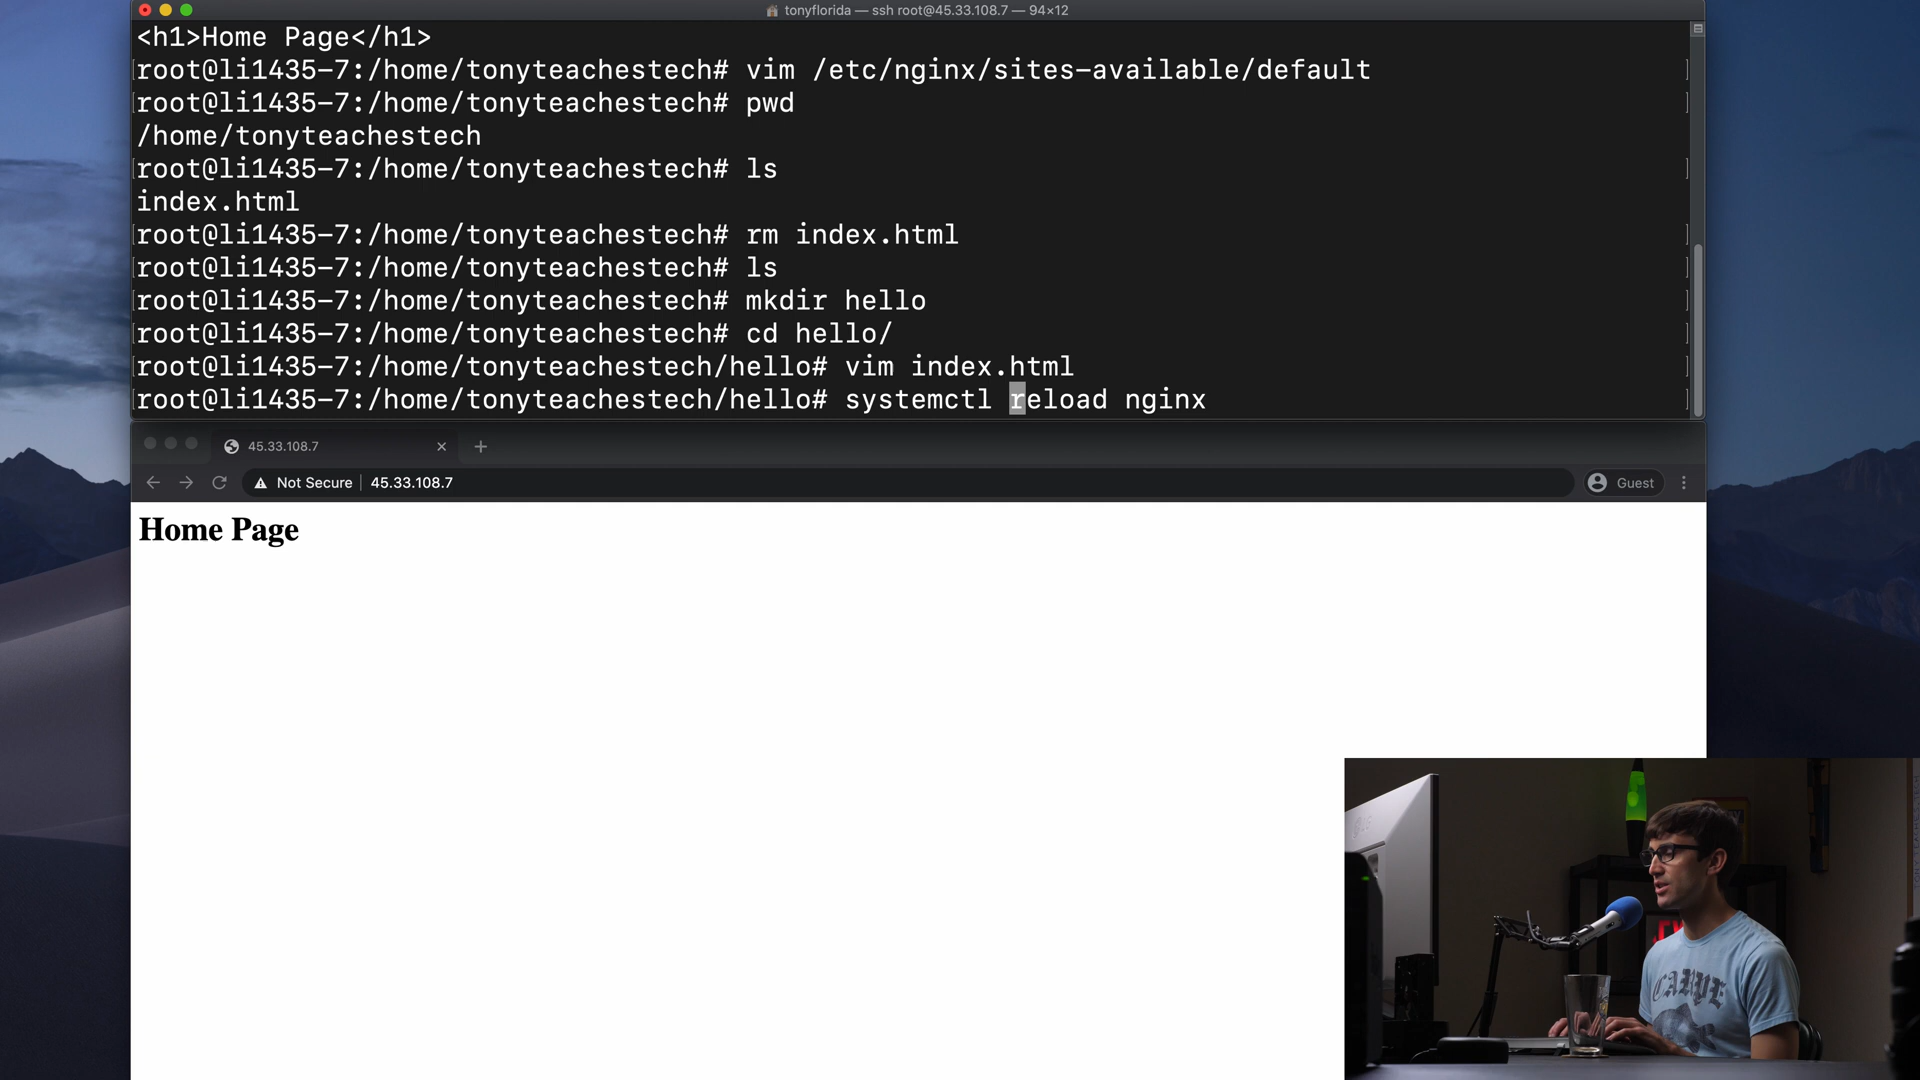 tonyflorida — ssh root@45.33.108.7 — 94×12
<h1>Home Page</h1>
root@li1435-7:/home/tonyteachestech# vim /etc/nginx/sites-available/default
root@li1435-7:/home/tonyteachestech# pwd
/home/tonyteachestech
root@li1435-7:/home/tonyteachestech# ls
index.html
root@li1435-7:/home/tonyteachestech# rm index.html
root@li1435-7:/home/tonyteachestech# ls
root@li1435-7:/home/tonyteachestech# mkdir hello
root@li1435-7:/home/tonyteachestech# cd hello/
root@li1435-7:/home/tonyteachestech/hello# vim index.html
root@li1435-7:/home/tonyteachestech/hello# systemctl reload nginx
45.33.108.7
Not Secure | 45.33.108.7
Guest
Home Page
LG
CARPE